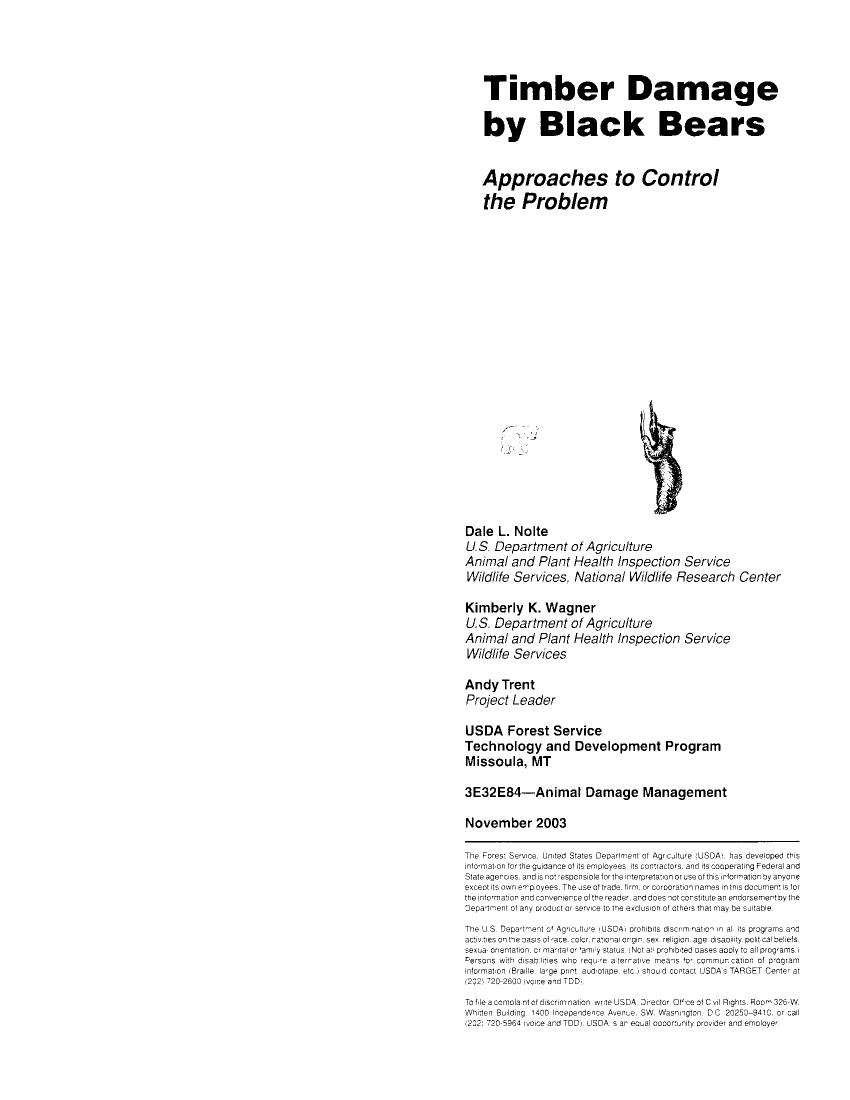 Timber Damage
by Black Bears
Approaches to Control
the Problem
Dale L. Nolte
U.S. Department of Agriculture
Animal and Plant Health Inspection Service
Wildlife Services, National Wildlife Research Center
Kimberly K. Wagner
U.S. Department of Agriculture
Animal and Plant Health Inspection Service
Wildlife Services
Andy Trent
Project Leader
USDA Forest Service
Technology and Development Program
Missoula, MT
3E32E84—Animal Damage Management
November 2003
The Forest Service, United States Department of Agriculture (USDA), has developed this
information for the guidance of its employees, its contractors, and its cooperating Federal and
State agencies, and is not responsible for the interpretation or use of this information by anyone
except its own employees. The use of trade, firm, or corporation names in this document is for
the information and convenience of the reader, and does not constitute an endorsement by the
Department of any product or service to the exclusion of others that may be suitable.
The U.S. Department of Agriculture (USDA) prohibits discrimination in all its programs and
activities on the basis of race, color, national origin, sex, religion, age, disability, political beliefs,
sexual orientation, or marital or family status. (Not all prohibited bases apply to all programs.)
Persons with disabilities who require alternative means for communication of program
information (Braille, large print, audiotape, etc.) should contact USDA's TARGET Center at
(202) 720-2600 (voice and TDD).
To file a complaint of discrimination, write USDA, Director, Office of Civil Rights, Room 326-W,
Whitten Building, 1400 Independence Avenue, SW, Washington, D.C. 20250–9410, or call
(202) 720-5964 (voice and TDD). USDA is an equal opportunity provider and employer.